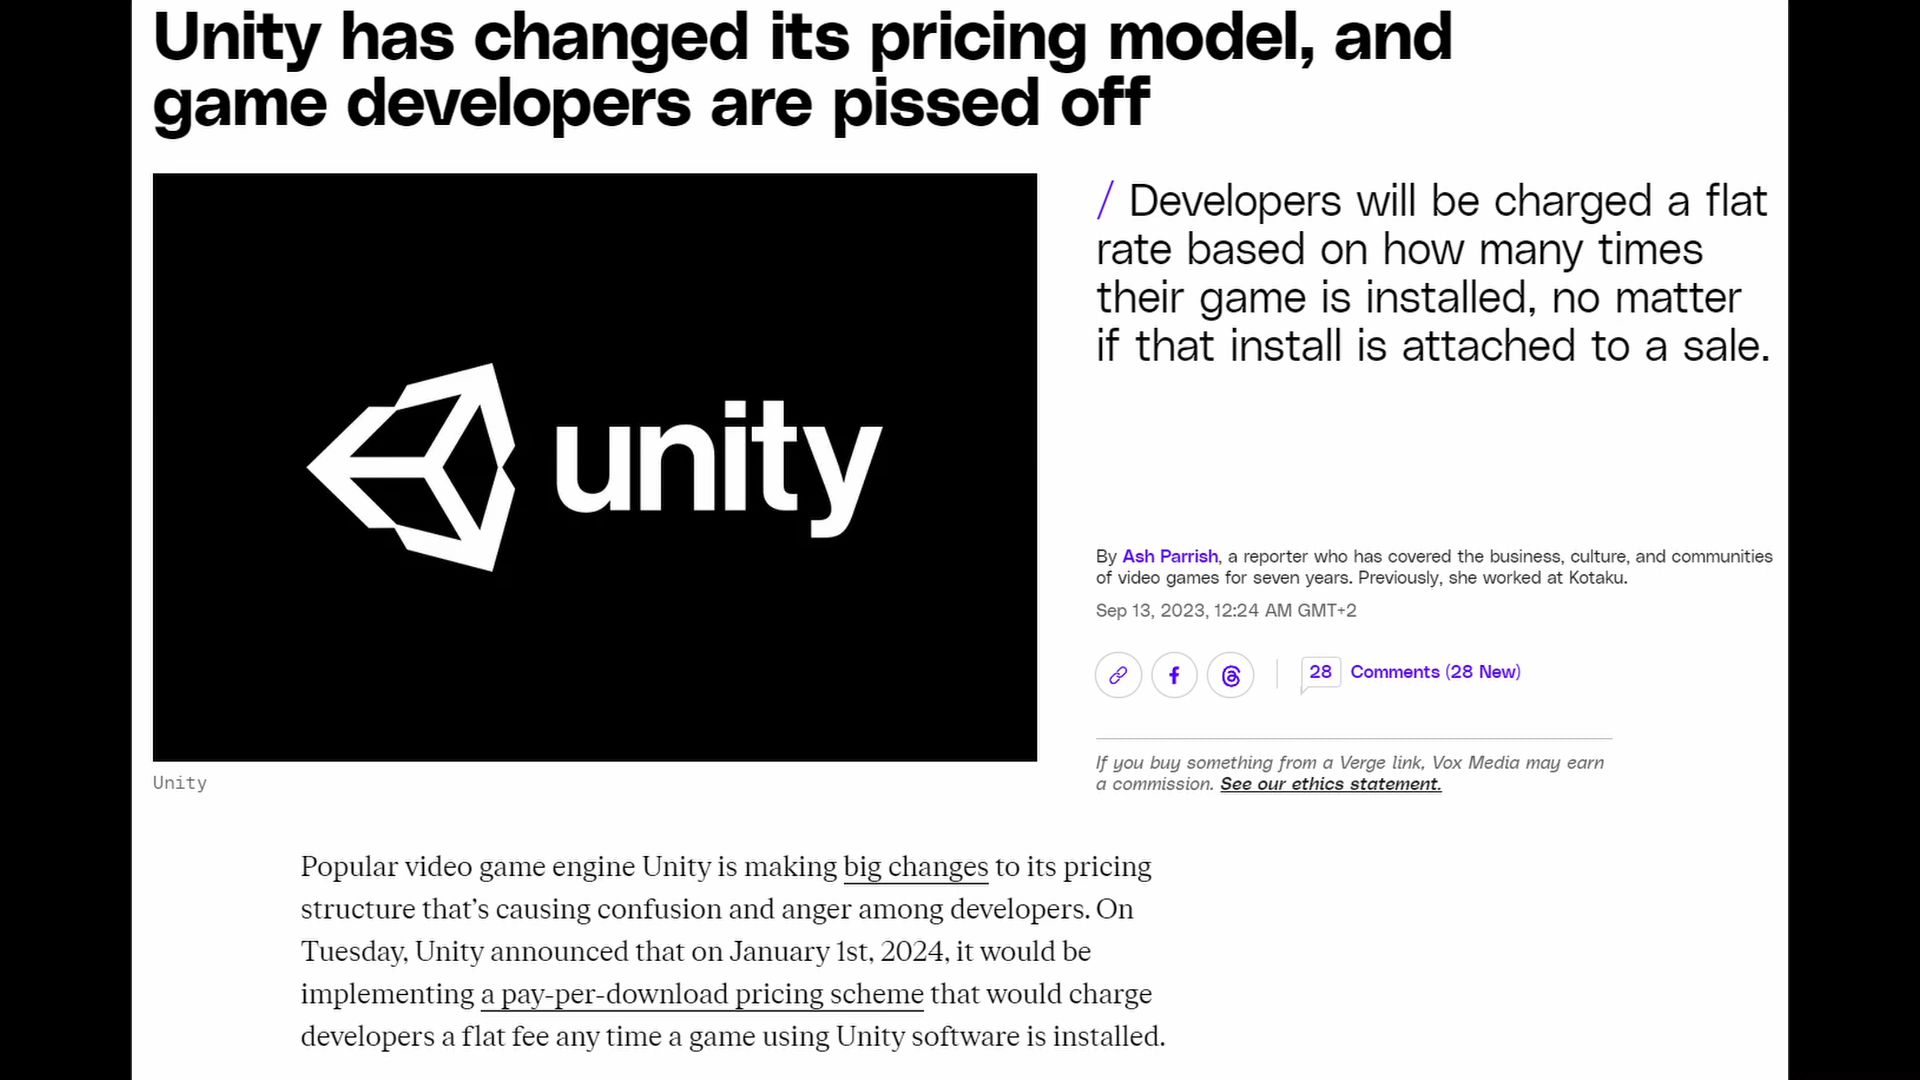 Unity has changed its pricing model, and
game developers are pissed off
unity
Unity
/ Developers will be charged a flat
rate based on how many times
their game is installed, no matter
if that install is attached to a sale.
By Ash Parrish, a reporter who has covered the business, culture, and communities
of video games for seven years. Previously, she worked at Kotaku.
Sep 13, 2023, 12:24 AM GMT+2
28 Comments (28 New)
If you buy something from a Verge link, Vox Media may earn
a commission. See our ethics statement.
Popular video game engine Unity is making big changes to its pricing
structure that’s causing confusion and anger among developers. On
Tuesday, Unity announced that on January 1st, 2024, it would be
implementing a pay-per-download pricing scheme that would charge
developers a flat fee any time a game using Unity software is installed.